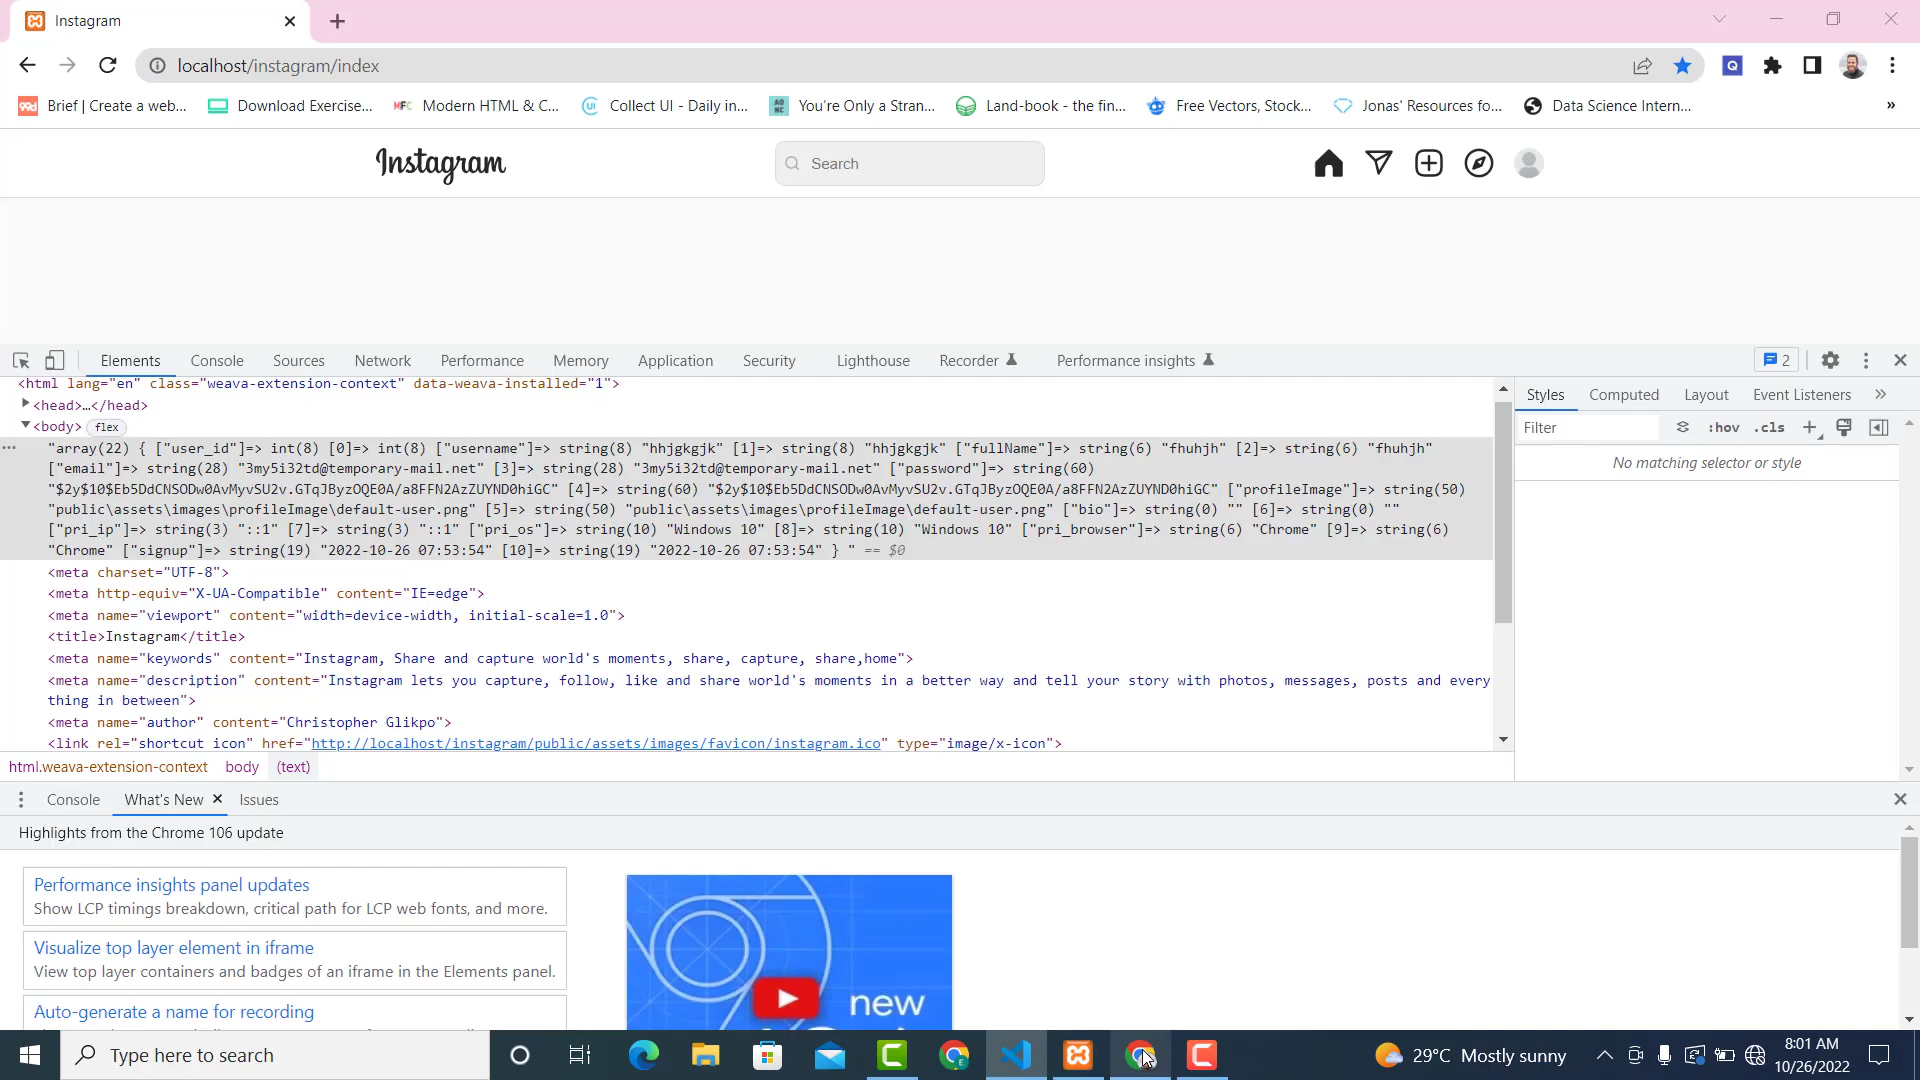 Instagram
localhost/instagram/index
99d Brief | Create a web...
Download Exercise...
MFC Modern HTML & C...
CU Collect UI - Daily in...
AO NC You're Only a Stran...
Land-book - the fin...
Free Vectors, Stock...
Jonas' Resources fo...
Data Science Intern...
»
Instagram
Search
Elements Console Sources Network Performance Memory Application Security Lighthouse Recorder Performance insights 2
<html lang="en" class="weava-extension-context" data-weava-installed="1">
<head>…</head>
<body> flex
"array(22) { ["user_id"]=> int(8) [0]=> int(8) ["username"]=> string(8) "hhjgkgjk" [1]=> string(8) "hhjgkgjk" ["fullName"]=> string(6) "fhuhjh" [2]=> string(6) "fhuhjh"
["email"]=> string(28) "3my5i32td@temporary-mail.net" [3]=> string(28) "3my5i32td@temporary-mail.net" ["password"]=> string(60)
"$2y$10$Eb5DdCNSODw0AvMyvSU2v.GTqJByzOQE0A/a8FFN2AzZUYND0hiGC" [4]=> string(60) "$2y$10$Eb5DdCNSODw0AvMyvSU2v.GTqJByzOQE0A/a8FFN2AzZUYND0hiGC" ["profileImage"]=> string(50)
"public\assets\images\profileImage\default-user.png" [5]=> string(50) "public\assets\images\profileImage\default-user.png" ["bio"]=> string(0) "" [6]=> string(0) ""
["pri_ip"]=> string(3) "::1" [7]=> string(3) "::1" ["pri_os"]=> string(10) "Windows 10" [8]=> string(10) "Windows 10" ["pri_browser"]=> string(6) "Chrome" [9]=> string(6)
"Chrome" ["signup"]=> string(19) "2022-10-26 07:53:54" [10]=> string(19) "2022-10-26 07:53:54" } " == $0
<meta charset="UTF-8">
<meta http-equiv="X-UA-Compatible" content="IE=edge">
<meta name="viewport" content="width=device-width, initial-scale=1.0">
<title>Instagram</title>
<meta name="keywords" content="Instagram, Share and capture world's moments, share, capture, share,home">
<meta name="description" content="Instagram lets you capture, follow, like and share world's moments in a better way and tell your story with photos, messages, posts and every
thing in between">
<meta name="author" content="Christopher Glikpo">
<link rel="shortcut icon" href="http://localhost/instagram/public/assets/images/favicon/instagram.ico" type="image/x-icon">
html.weava-extension-context body (text)
Styles Computed Layout Event Listeners »
Filter :hov .cls
No matching selector or style
Console What's New Issues
Highlights from the Chrome 106 update
Performance insights panel updates
Show LCP timings breakdown, critical path for LCP web fonts, and more.
Visualize top layer element in iframe
View top layer containers and badges of an iframe in the Elements panel.
Auto-generate a name for recording
new
Type here to search
29°C Mostly sunny
8:01 AM
10/26/2022